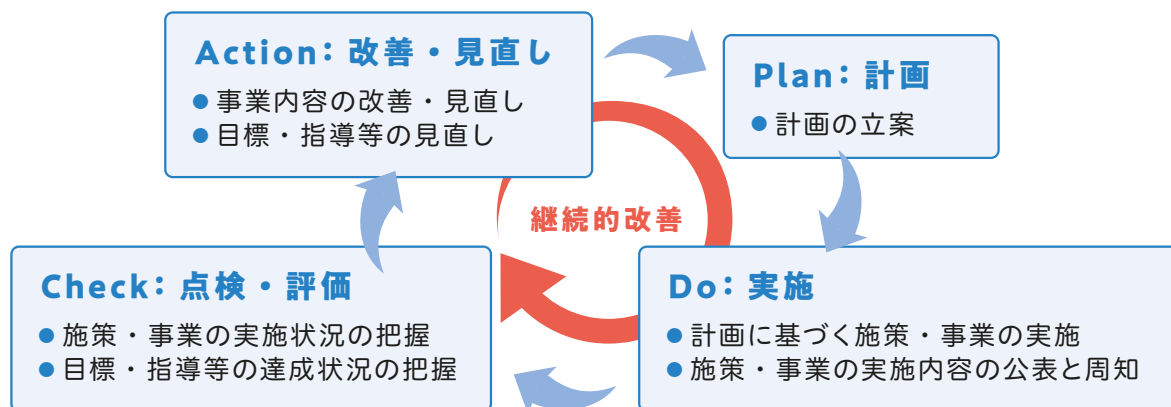 Action：改善・見直し
●事業内容の改善・見直し
●目標・指導等の見直し
Plan：計画
●計画の立案
継続的改善
Check：点検・評価
●施策・事業の実施状況の把握
●目標・指導等の達成状況の把握
Do：実施
●計画に基づく施策・事業の実施
●施策・事業の実施内容の公表と周知